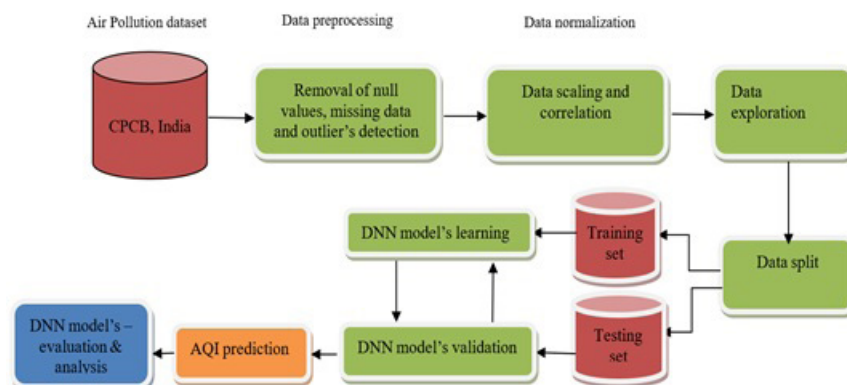 Air Pollution dataset
Data preprocessing
Data normalization
CPCB, India
Removal of null
values, missing data
and outlier's detection
Data scaling and
correlation
Data
exploration
DNN model's learning
Training
set
Data split
DNN model's –
evaluation &
analysis
AQI prediction
DNN model's validation
Testing
set